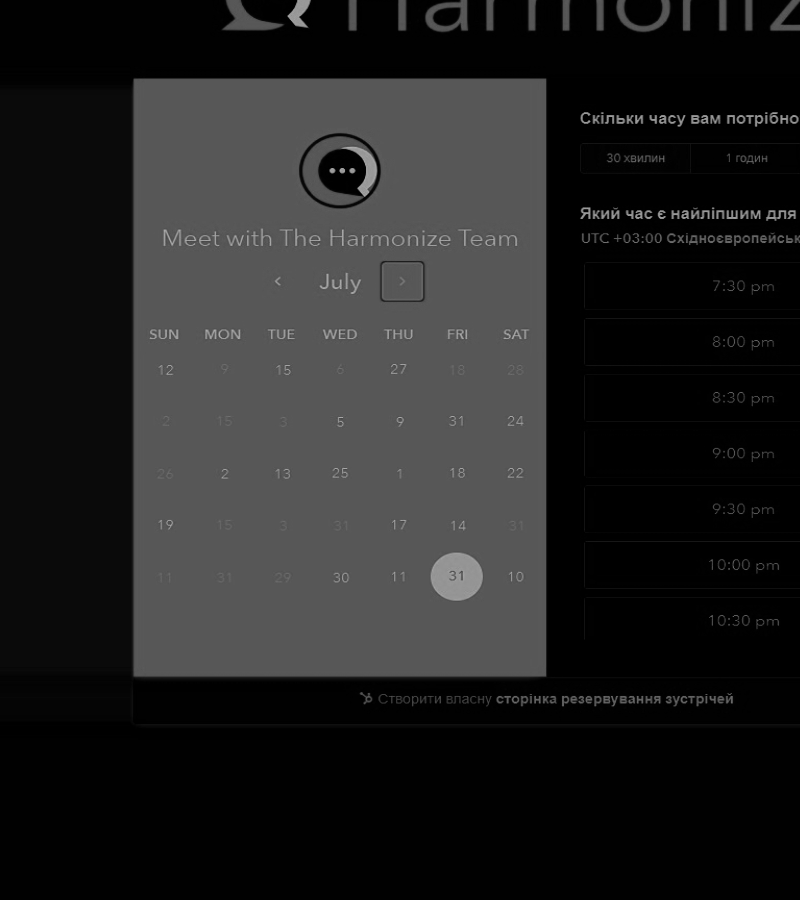 Harmoniz
Meet with The Harmonize Team
July
SUN MON TUE WED THU FRI SAT
12 9 15 6 27 18 28
2 15 3 5 9 31 24
26 2 13 25 1 18 22
19 15 3 31 17 14 31
11 31 29 30 11 31 10
Скільки часу вам потрібно
30 хвилин 1 годин
Який час є найліпшим для
UTC +03:00 Східноєвропейськ
7:30 pm
8:00 pm
8:30 pm
9:00 pm
9:30 pm
10:00 pm
10:30 pm
Створити власну сторінка резервування зустрічей